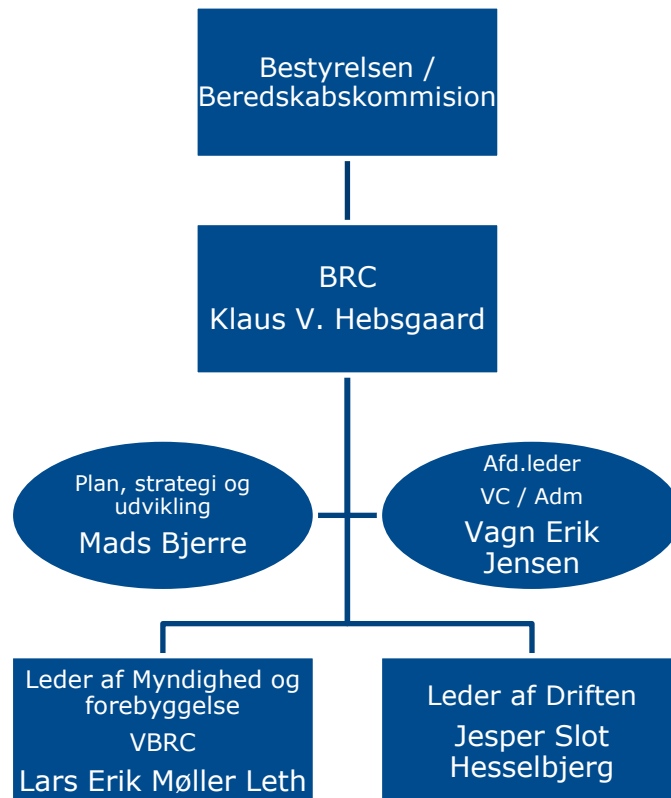 Bestyrelsen /
Beredskabskommision
BRC
Klaus V. Hebsgaard
Plan, strategi og
udvikling
Mads Bjerre
Afd.leder
VC / Adm
Vagn Erik
Jensen
Leder af Myndighed og
forebyggelse
VBRC
Lars Erik Møller Leth
Leder af Driften
Jesper Slot
Hesselbjerg